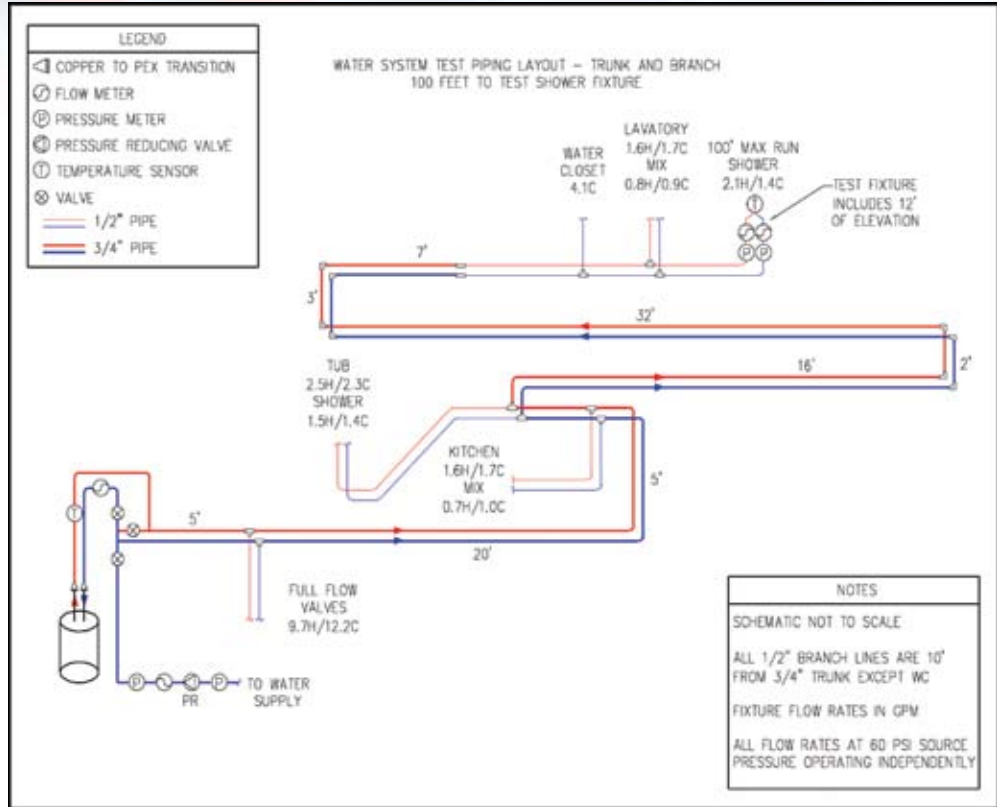 LEGEND
COPPER TO PEX TRANSITION
FLOW METER
P PRESSURE METER
PRESSURE REDUCING VALVE
T TEMPERATURE SENSOR
VALVE
1/2" PIPE
3/4" PIPE
WATER SYSTEM TEST PIPING LAYOUT - TRUNK AND BRANCH
100 FEET TO TEST SHOWER FIXTURE
WATER
CLOSET
4.1C
LAVATORY
1.6H/1.7C
MIX
0.8H/0.9C
100' MAX RUN
SHOWER
2.1H/1.4C
T
P P
TEST FIXTURE
INCLUDES 12'
OF ELEVATION
7'
3'
32'
16'
2'
TUB
2.5H/2.3C
SHOWER
1.5H/1.4C
KITCHEN
1.6H/1.7C
MIX
0.7H/1.0C
5'
T
5'
20'
FULL FLOW
VALVES
9.7H/12.2C
P
P
PR
TO WATER
SUPPLY
NOTES
SCHEMATIC NOT TO SCALE
ALL 1/2" BRANCH LINES ARE 10'
FROM 3/4" TRUNK EXCEPT WC
FIXTURE FLOW RATES IN GPM
ALL FLOW RATES AT 60 PSI SOURCE
PRESSURE OPERATING INDEPENDENTLY